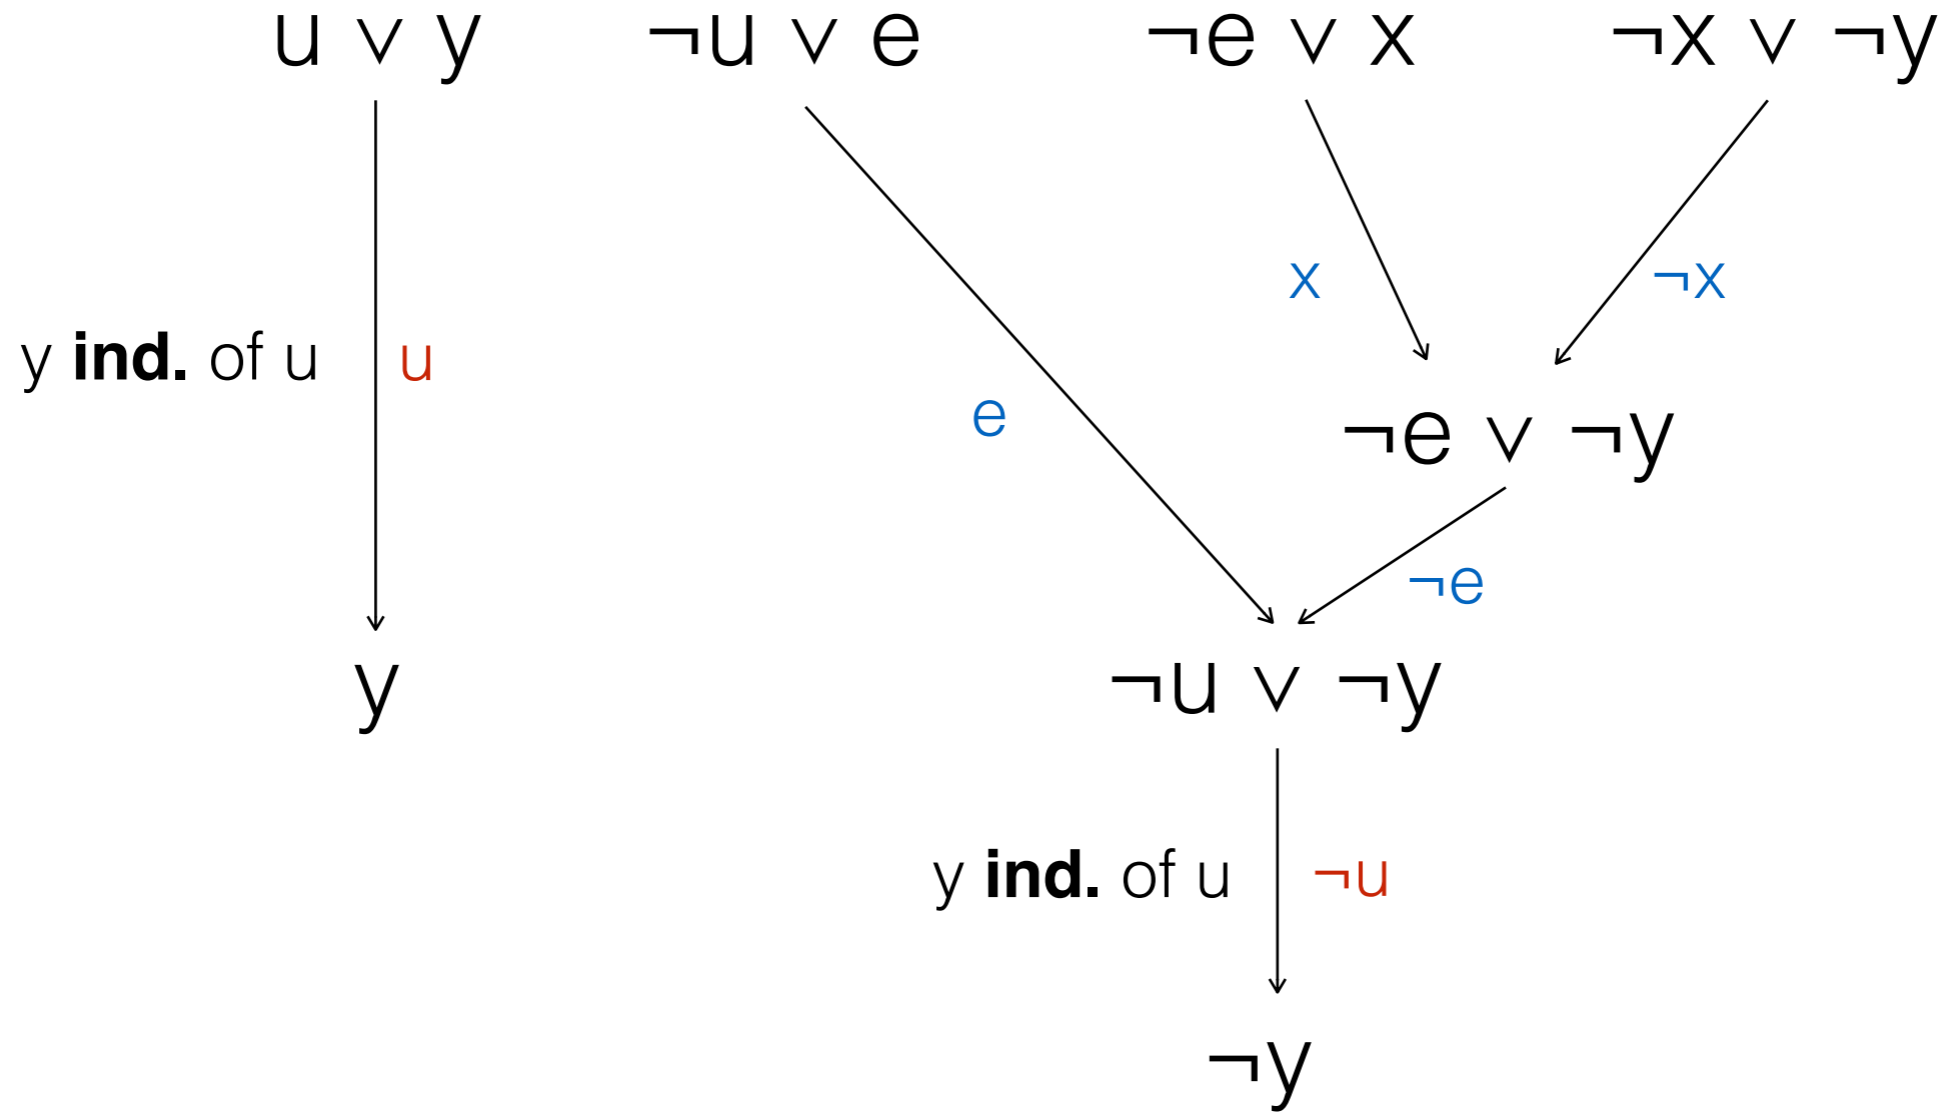 u ∨ y ¬u ∨ e ¬e ∨ x ¬x ∨ ¬y
x ¬x
y ind. of u u
e
¬e ∨ ¬y
¬e
y ¬u ∨ ¬y
y ind. of u ¬u
¬y